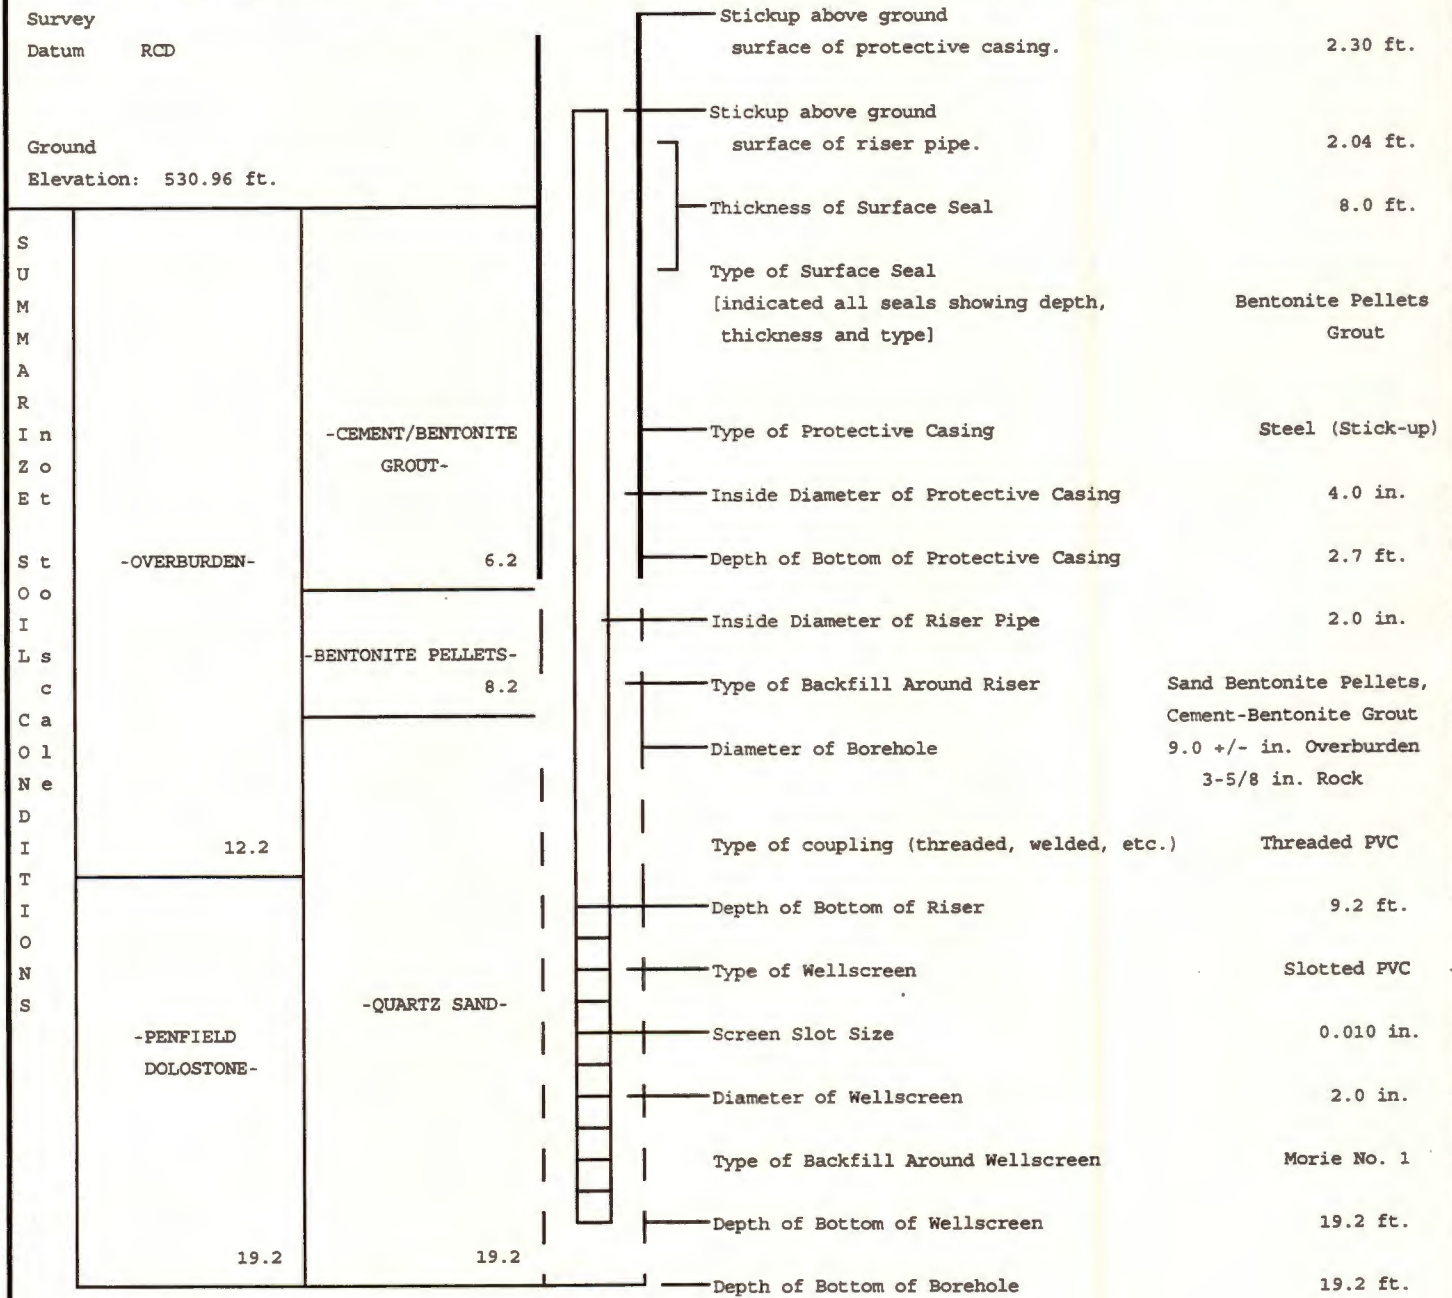 Survey
Datum RCD
Ground
Elevation: 530.96 ft.
SUMMARIZE SOIL CONDITIONS
not to scale
-OVERBURDEN-
12.2
-PENFIELD
DOLOSTONE-
19.2
-CEMENT/BENTONITE
GROUT-
6.2
-BENTONITE PELLETS-
8.2
-QUARTZ SAND-
19.2
Stickup above ground
surface of protective casing. 2.30 ft.
Stickup above ground
surface of riser pipe. 2.04 ft.
Thickness of Surface Seal 8.0 ft.
Type of Surface Seal
[indicated all seals showing depth, Bentonite Pellets
thickness and type] Grout
Type of Protective Casing Steel (Stick-up)
Inside Diameter of Protective Casing 4.0 in.
Depth of Bottom of Protective Casing 2.7 ft.
Inside Diameter of Riser Pipe 2.0 in.
Type of Backfill Around Riser Sand Bentonite Pellets,
Cement-Bentonite Grout
Diameter of Borehole 9.0 +/- in. Overburden
3-5/8 in. Rock
Type of coupling (threaded, welded, etc.) Threaded PVC
Depth of Bottom of Riser 9.2 ft.
Type of Wellscreen Slotted PVC
Screen Slot Size 0.010 in.
Diameter of Wellscreen 2.0 in.
Type of Backfill Around Wellscreen Morie No. 1
Depth of Bottom of Wellscreen 19.2 ft.
Depth of Bottom of Borehole 19.2 ft.